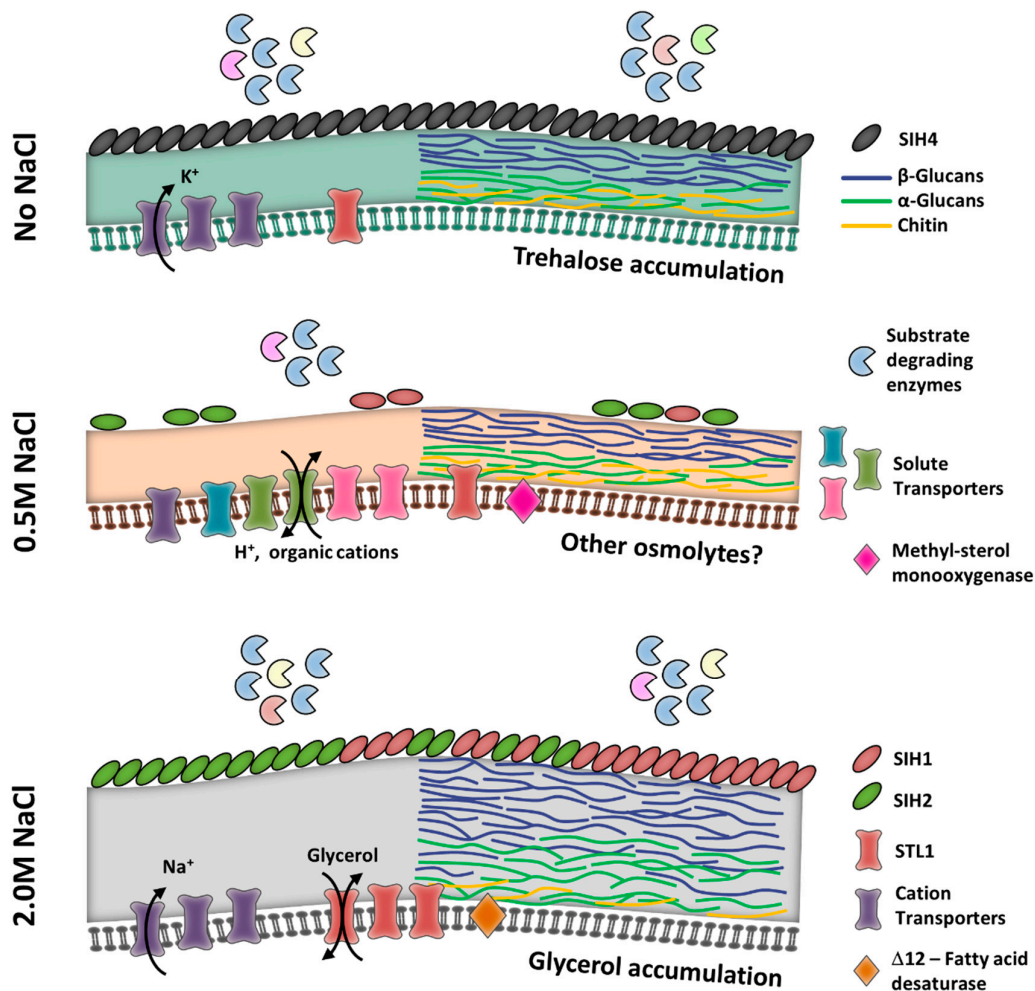 No NaCl
K⁺
Trehalose accumulation
SIH4
β-Glucans
α-Glucans
Chitin
0.5M NaCl
H⁺, organic cations
Other osmolytes?
Substrate
degrading
enzymes
Solute
Transporters
Methyl-sterol
monooxygenase
2.0M NaCl
Na⁺
Glycerol
Glycerol accumulation
SIH1
SIH2
STL1
Cation
Transporters
Δ12 – Fatty acid
desaturase